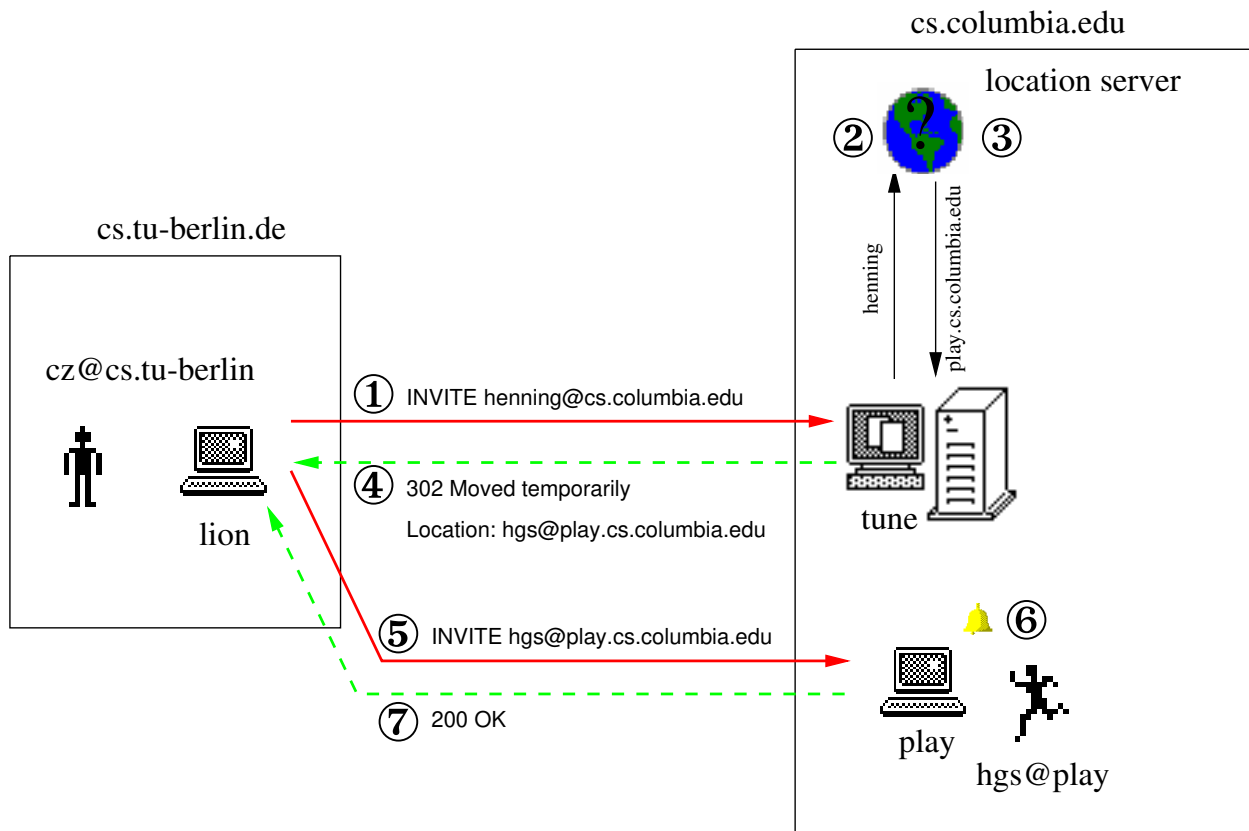 cs.columbia.edu
location server
?
② ③
cs.tu-berlin.de
henning
play.cs.columbia.edu
cz@cs.tu-berlin
① INVITE henning@cs.columbia.edu
④ 302 Moved temporarily
Location: hgs@play.cs.columbia.edu
lion
tune
⑤ INVITE hgs@play.cs.columbia.edu
⑥
⑦ 200 OK
play
hgs@play